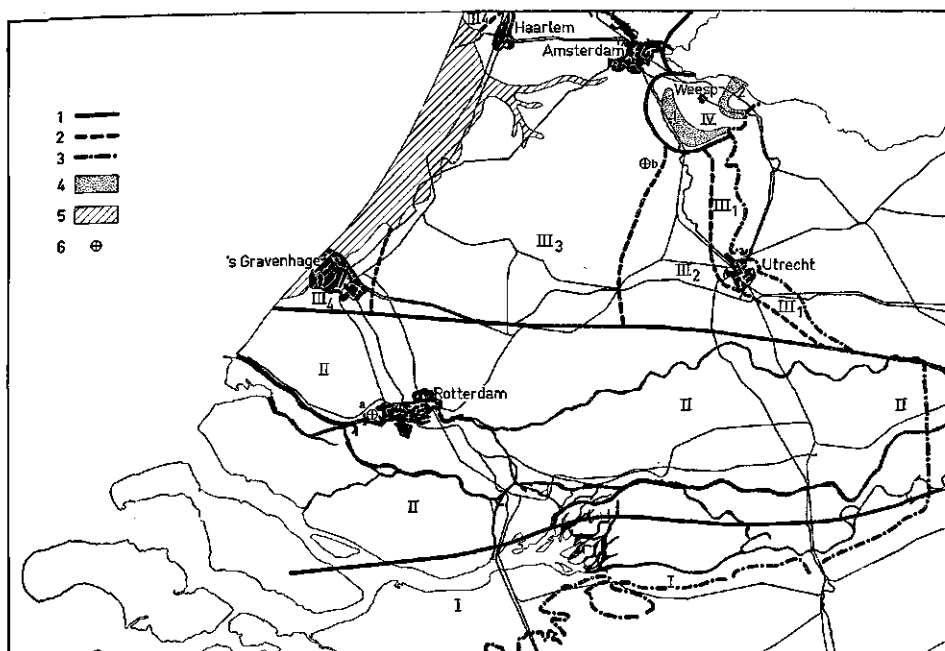 III4
Haarlem
Amsterdam
Weesp
IV
1
2
3
4
5
6
b
III1
III3
's Gravenhage
III4
III2
Utrecht
III1
II
Rotterdam
a
II
II
II
I
I